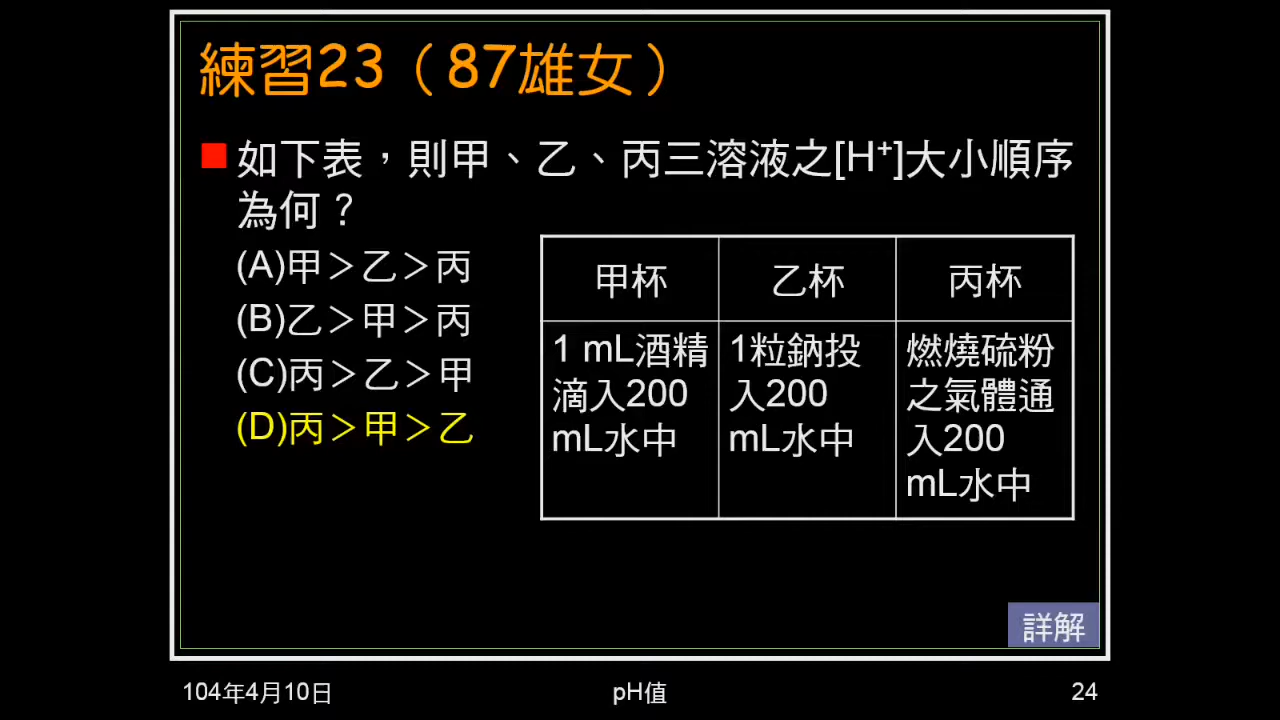 練習23（87雄女）
■如下表，則甲、乙、丙三溶液之[H⁺]大小順序
為何？
(A)甲＞乙＞丙
(B)乙＞甲＞丙
(C)丙＞乙＞甲
(D)丙＞甲＞乙
甲杯
乙杯
丙杯
1 mL酒精
滴入200
mL水中
1粒鈉投
入200
mL水中
燃燒硫粉
之氣體通
入200
mL水中
詳解
104年4月10日
pH值
24